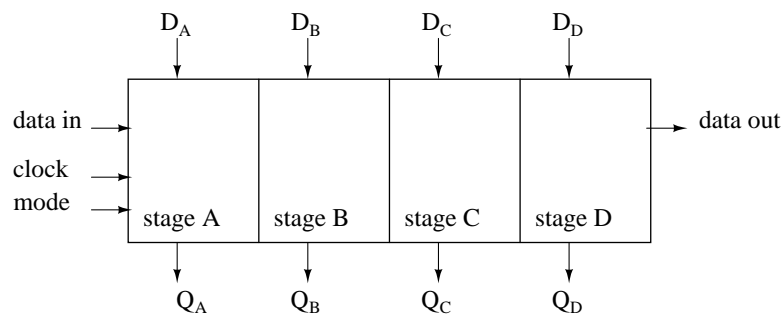 D_A D_B D_C D_D
data in
data out
clock
mode
stage A stage B stage C stage D
Q_A Q_B Q_C Q_D